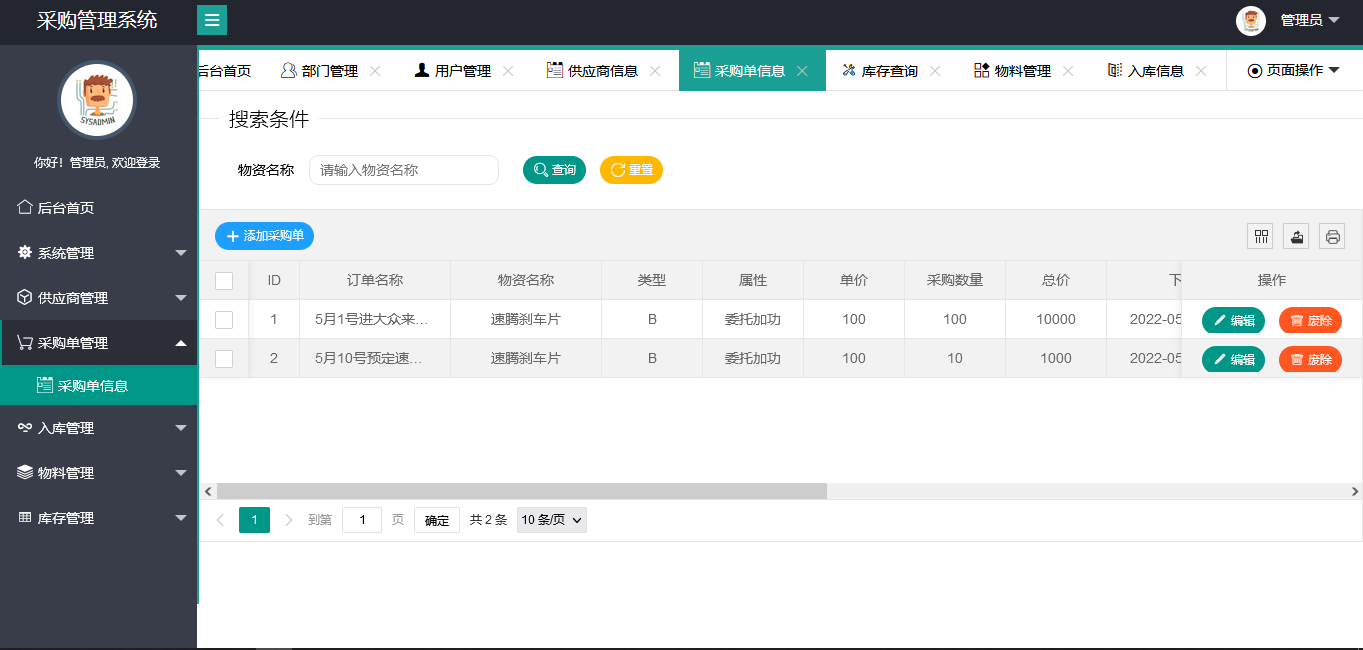 采购管理系统
管理员
SYSADMIN
你好！管理员, 欢迎登录
后台首页
系统管理
供应商管理
采购单管理
采购单信息
入库管理
物料管理
库存管理
后台首页 部门管理 用户管理 供应商信息 采购单信息 库存查询 物料管理 入库信息 页面操作
搜索条件
物资名称 请输入物资名称 查询 重置
添加采购单
ID 订单名称 物资名称 类型 属性 单价 采购数量 总价 下 操作
1 5月1号进大众来... 速腾刹车片 B 委托加功 100 100 10000 2022-05 编辑 废除
2 5月10号预定速... 速腾刹车片 B 委托加功 100 10 1000 2022-05 编辑 废除
1 到第 1 页 确定 共 2 条 10 条/页